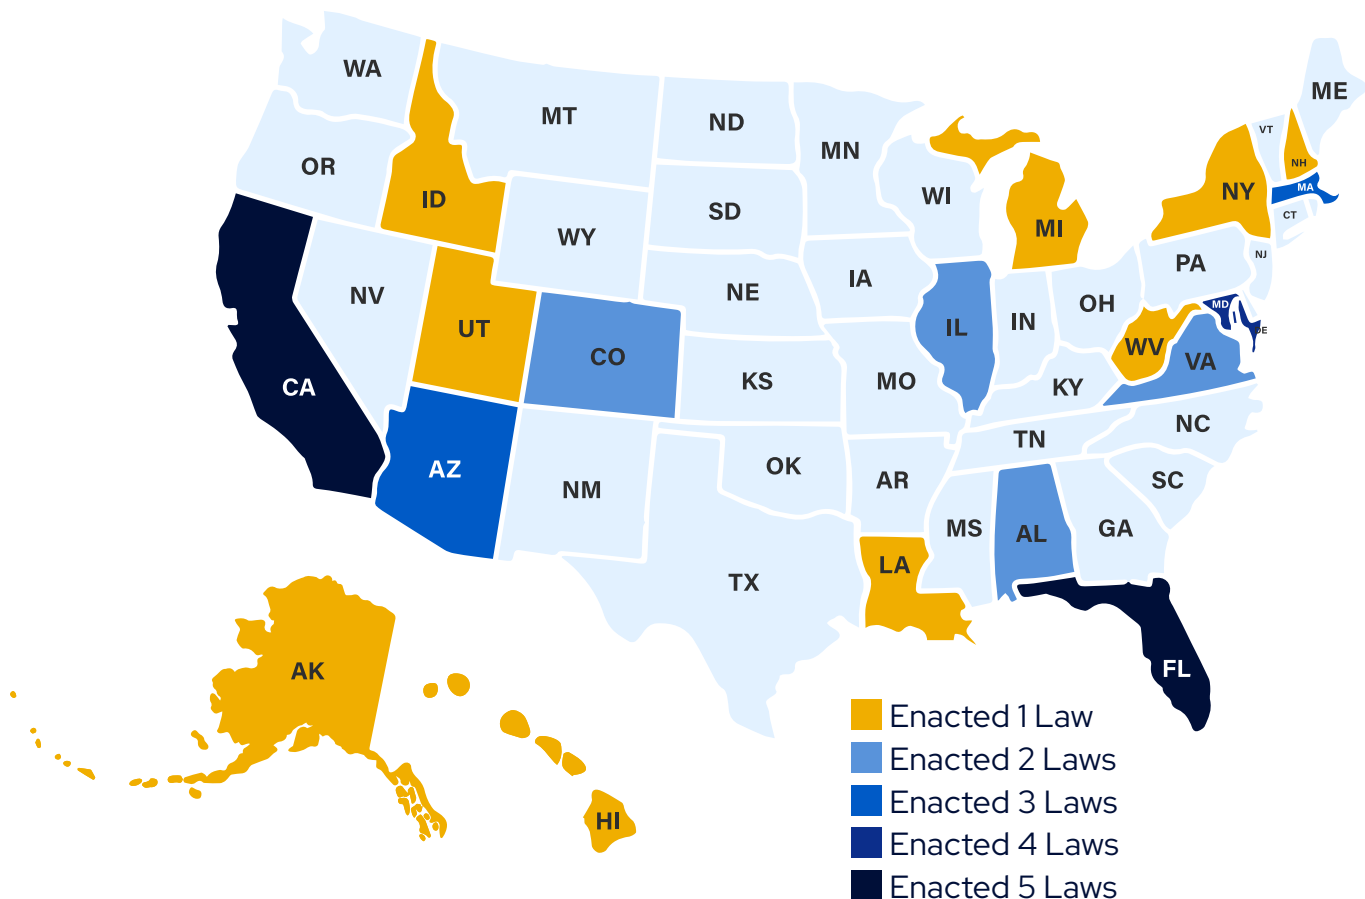 WA
MT
ND
MN
ME
VT
NH
OR
ID
SD
WI
MI
NY
MA
CT
WY
NV
UT
NE
IA
PA
NJ
CO
IL
IN
OH
MD
DE
WV
VA
CA
KS
MO
KY
NC
TN
AZ
NM
OK
AR
SC
MS
AL
GA
LA
TX
AK
HI
FL
Enacted 1 Law
Enacted 2 Laws
Enacted 3 Laws
Enacted 4 Laws
Enacted 5 Laws